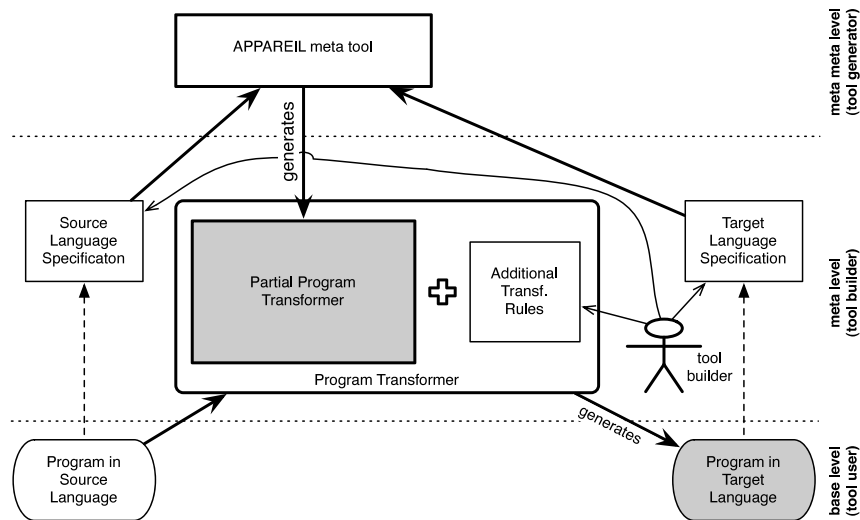 APPAREIL meta tool
meta meta level
(tool generator)
generates
Source
Language
Specificaton
Partial Program
Transformer
Additional
Transf.
Rules
Target
Language
Specification
meta level
(tool builder)
tool
builder
Program Transformer
generates
Program in
Source
Language
Program in
Target
Language
base level
(tool user)